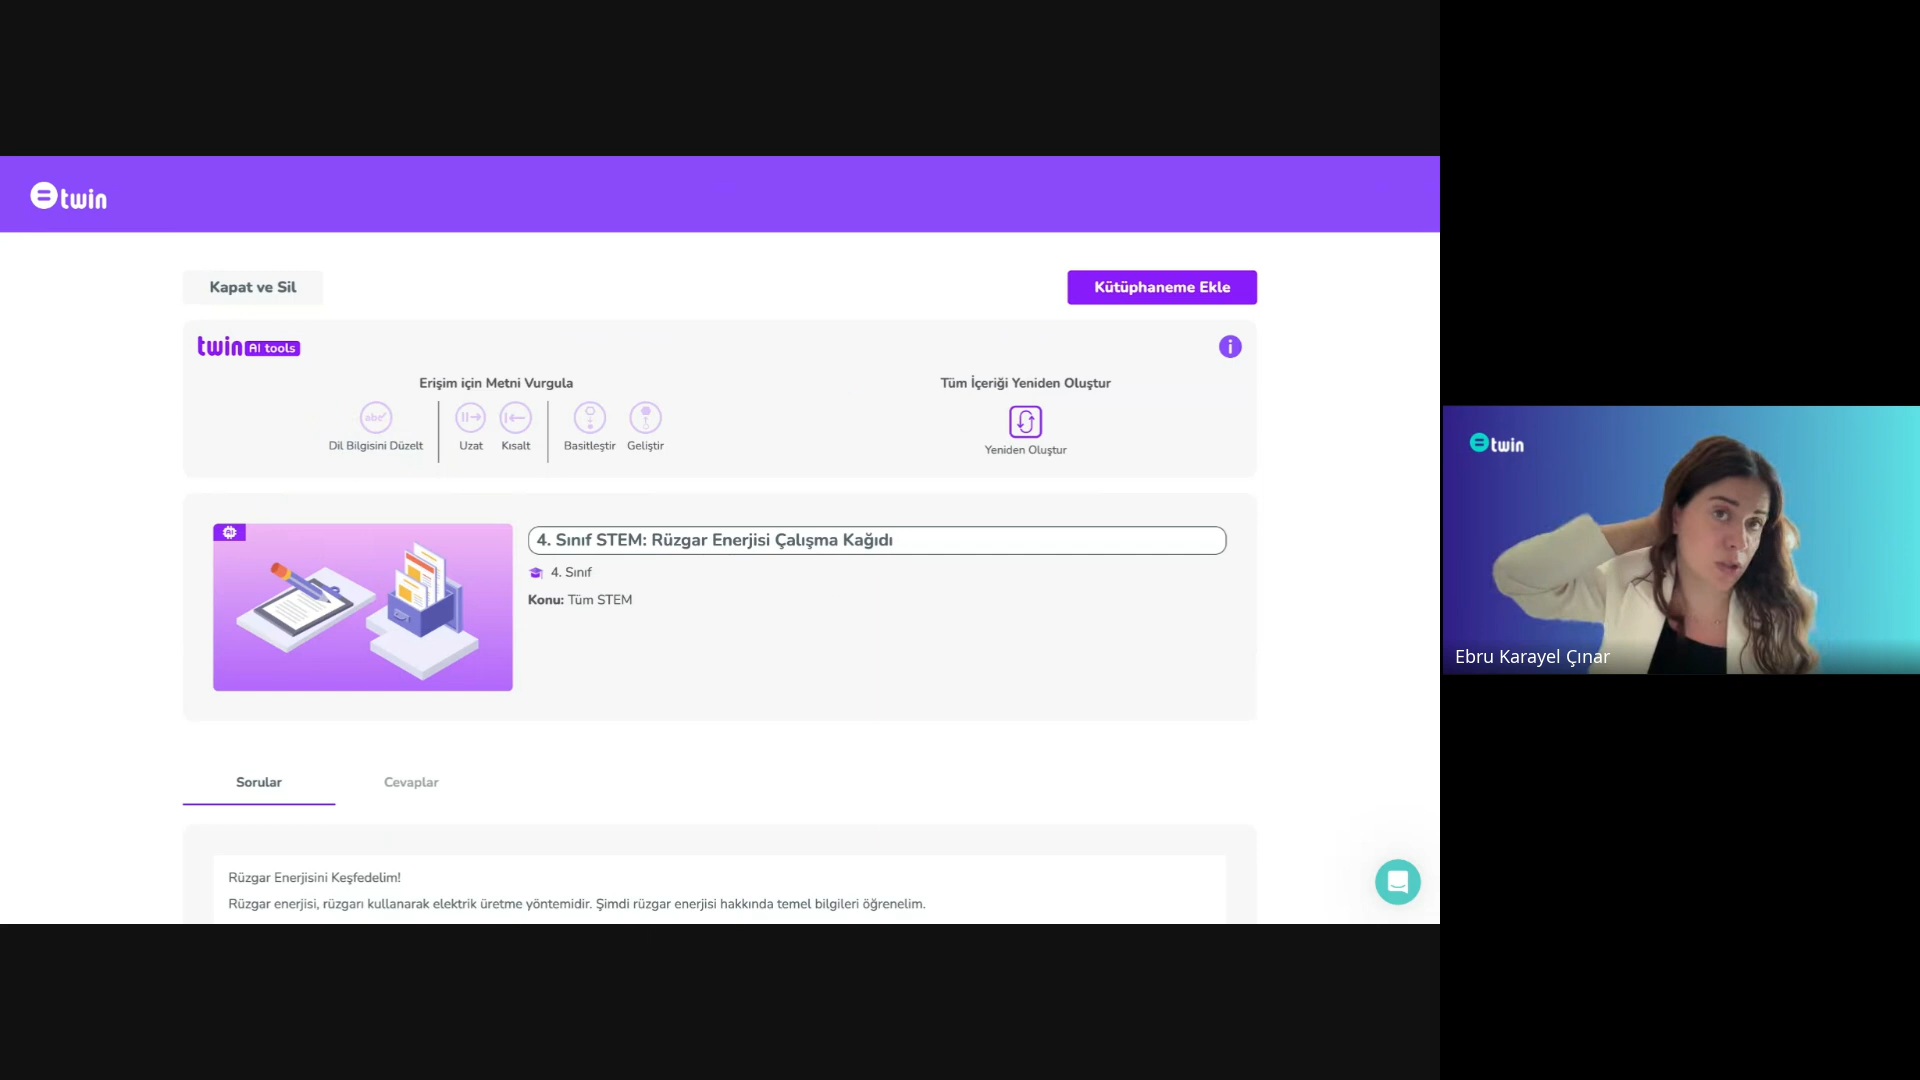 twin
Kapat ve Sil
Kütüphaneme Ekle
twin AI tools
Erişim için Metni Vurgula
Tüm İçeriği Yeniden Oluştur
abc
Dil Bilgisini Düzelt
Uzat
Kısalt
Basitleştir
Geliştir
Yeniden Oluştur
AI
4. Sınıf STEM: Rüzgar Enerjisi Çalışma Kağıdı
4. Sınıf
Konu: Tüm STEM
Sorular
Cevaplar
Rüzgar Enerjisini Keşfedelim!
Rüzgar enerjisi, rüzgarı kullanarak elektrik üretme yöntemidir. Şimdi rüzgar enerjisi hakkında temel bilgileri öğrenelim.
twin
Ebru Karayel Çınar